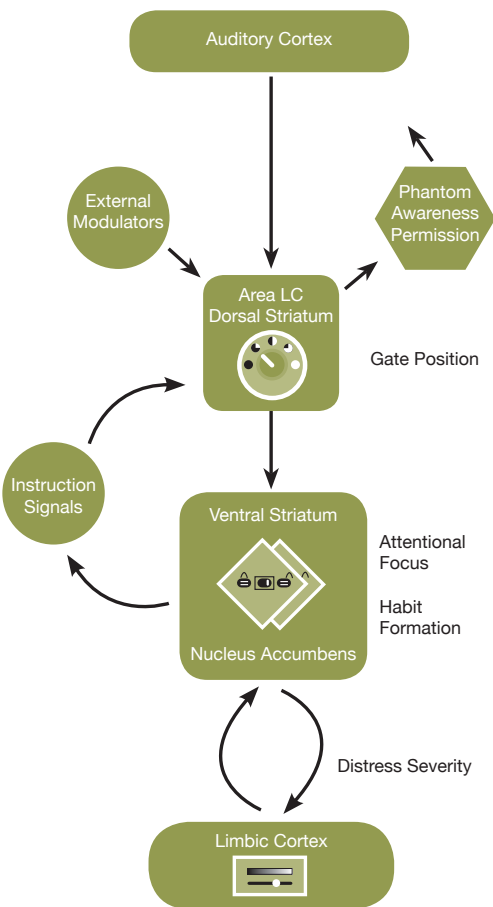 Auditory Cortex
External
Modulators
Phantom
Awareness
Permission
Area LC
Dorsal Striatum
Gate Position
Instruction
Signals
Ventral Striatum
Attentional
Focus
Habit
Formation
Nucleus Accumbens
Distress Severity
Limbic Cortex